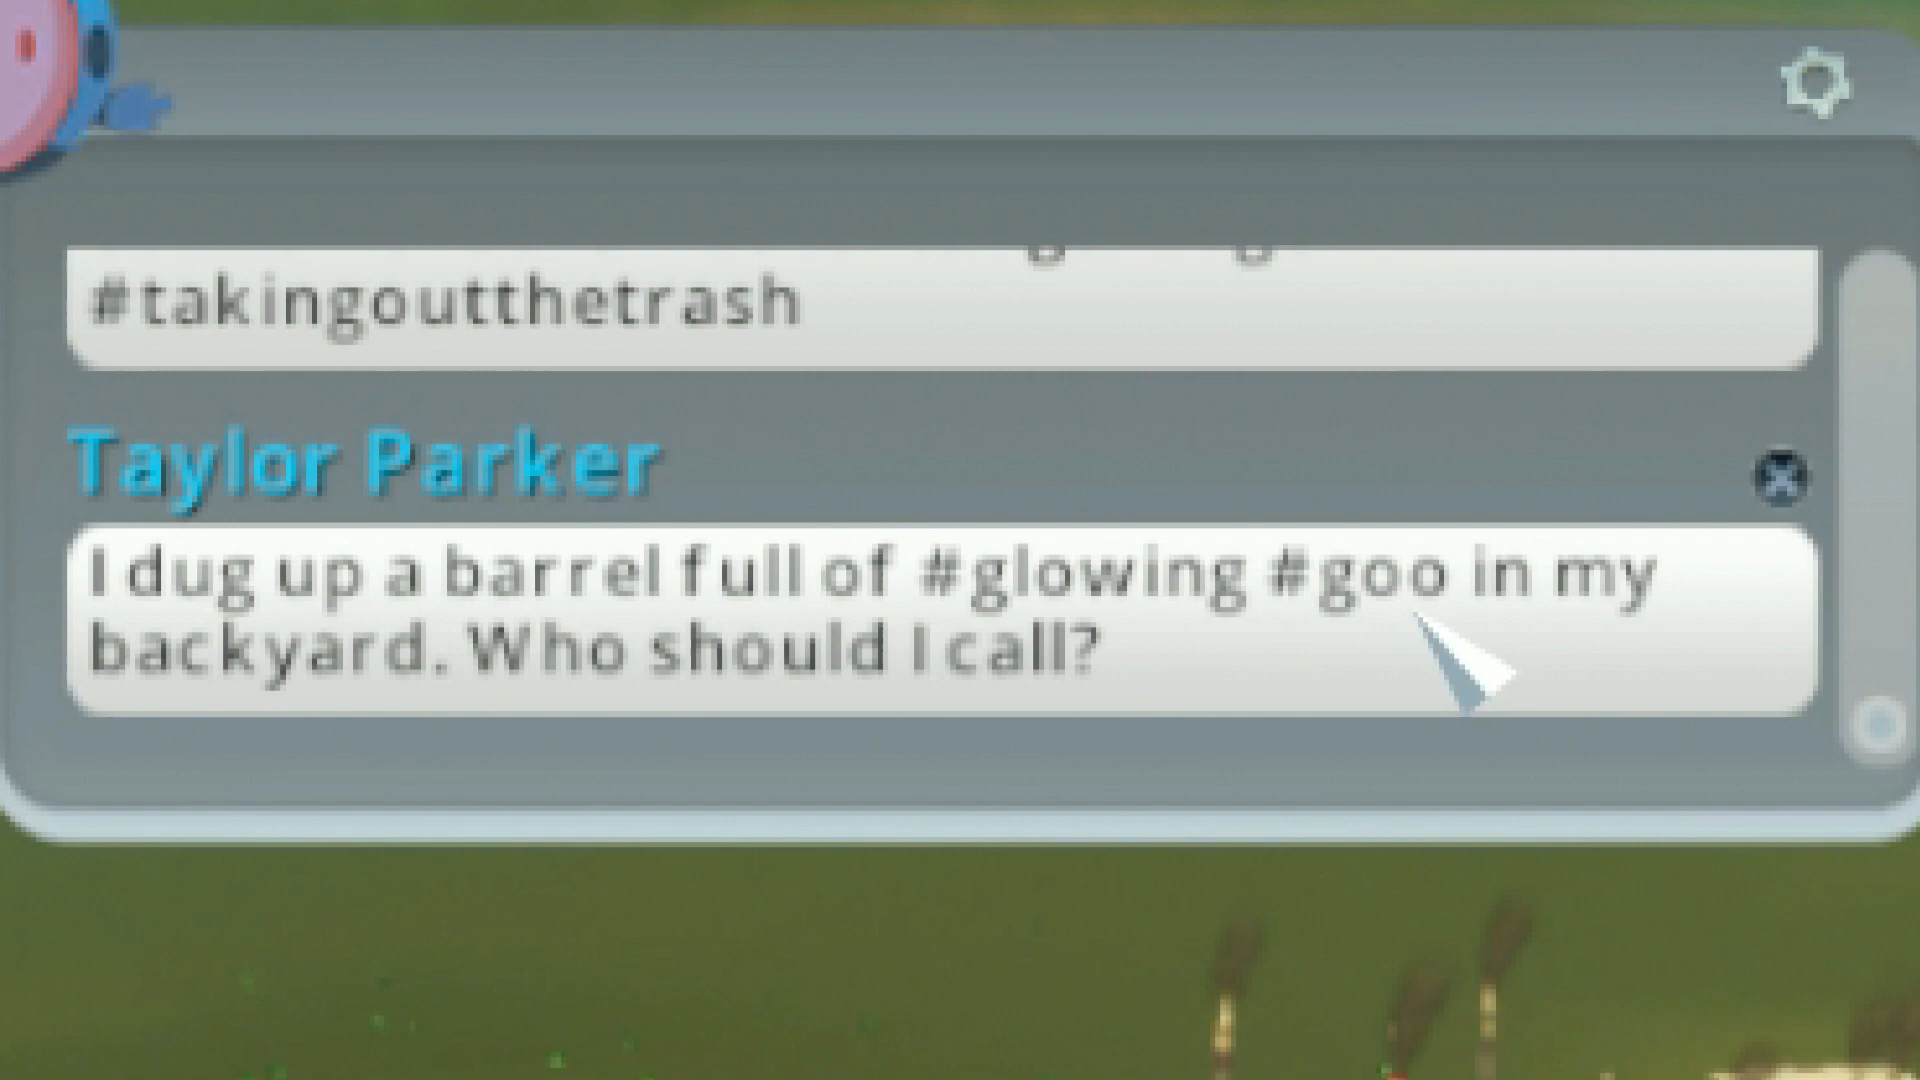 #takingoutthetrash
Taylor Parker
I dug up a barrel full of #glowing #goo in my
backyard. Who should I call?